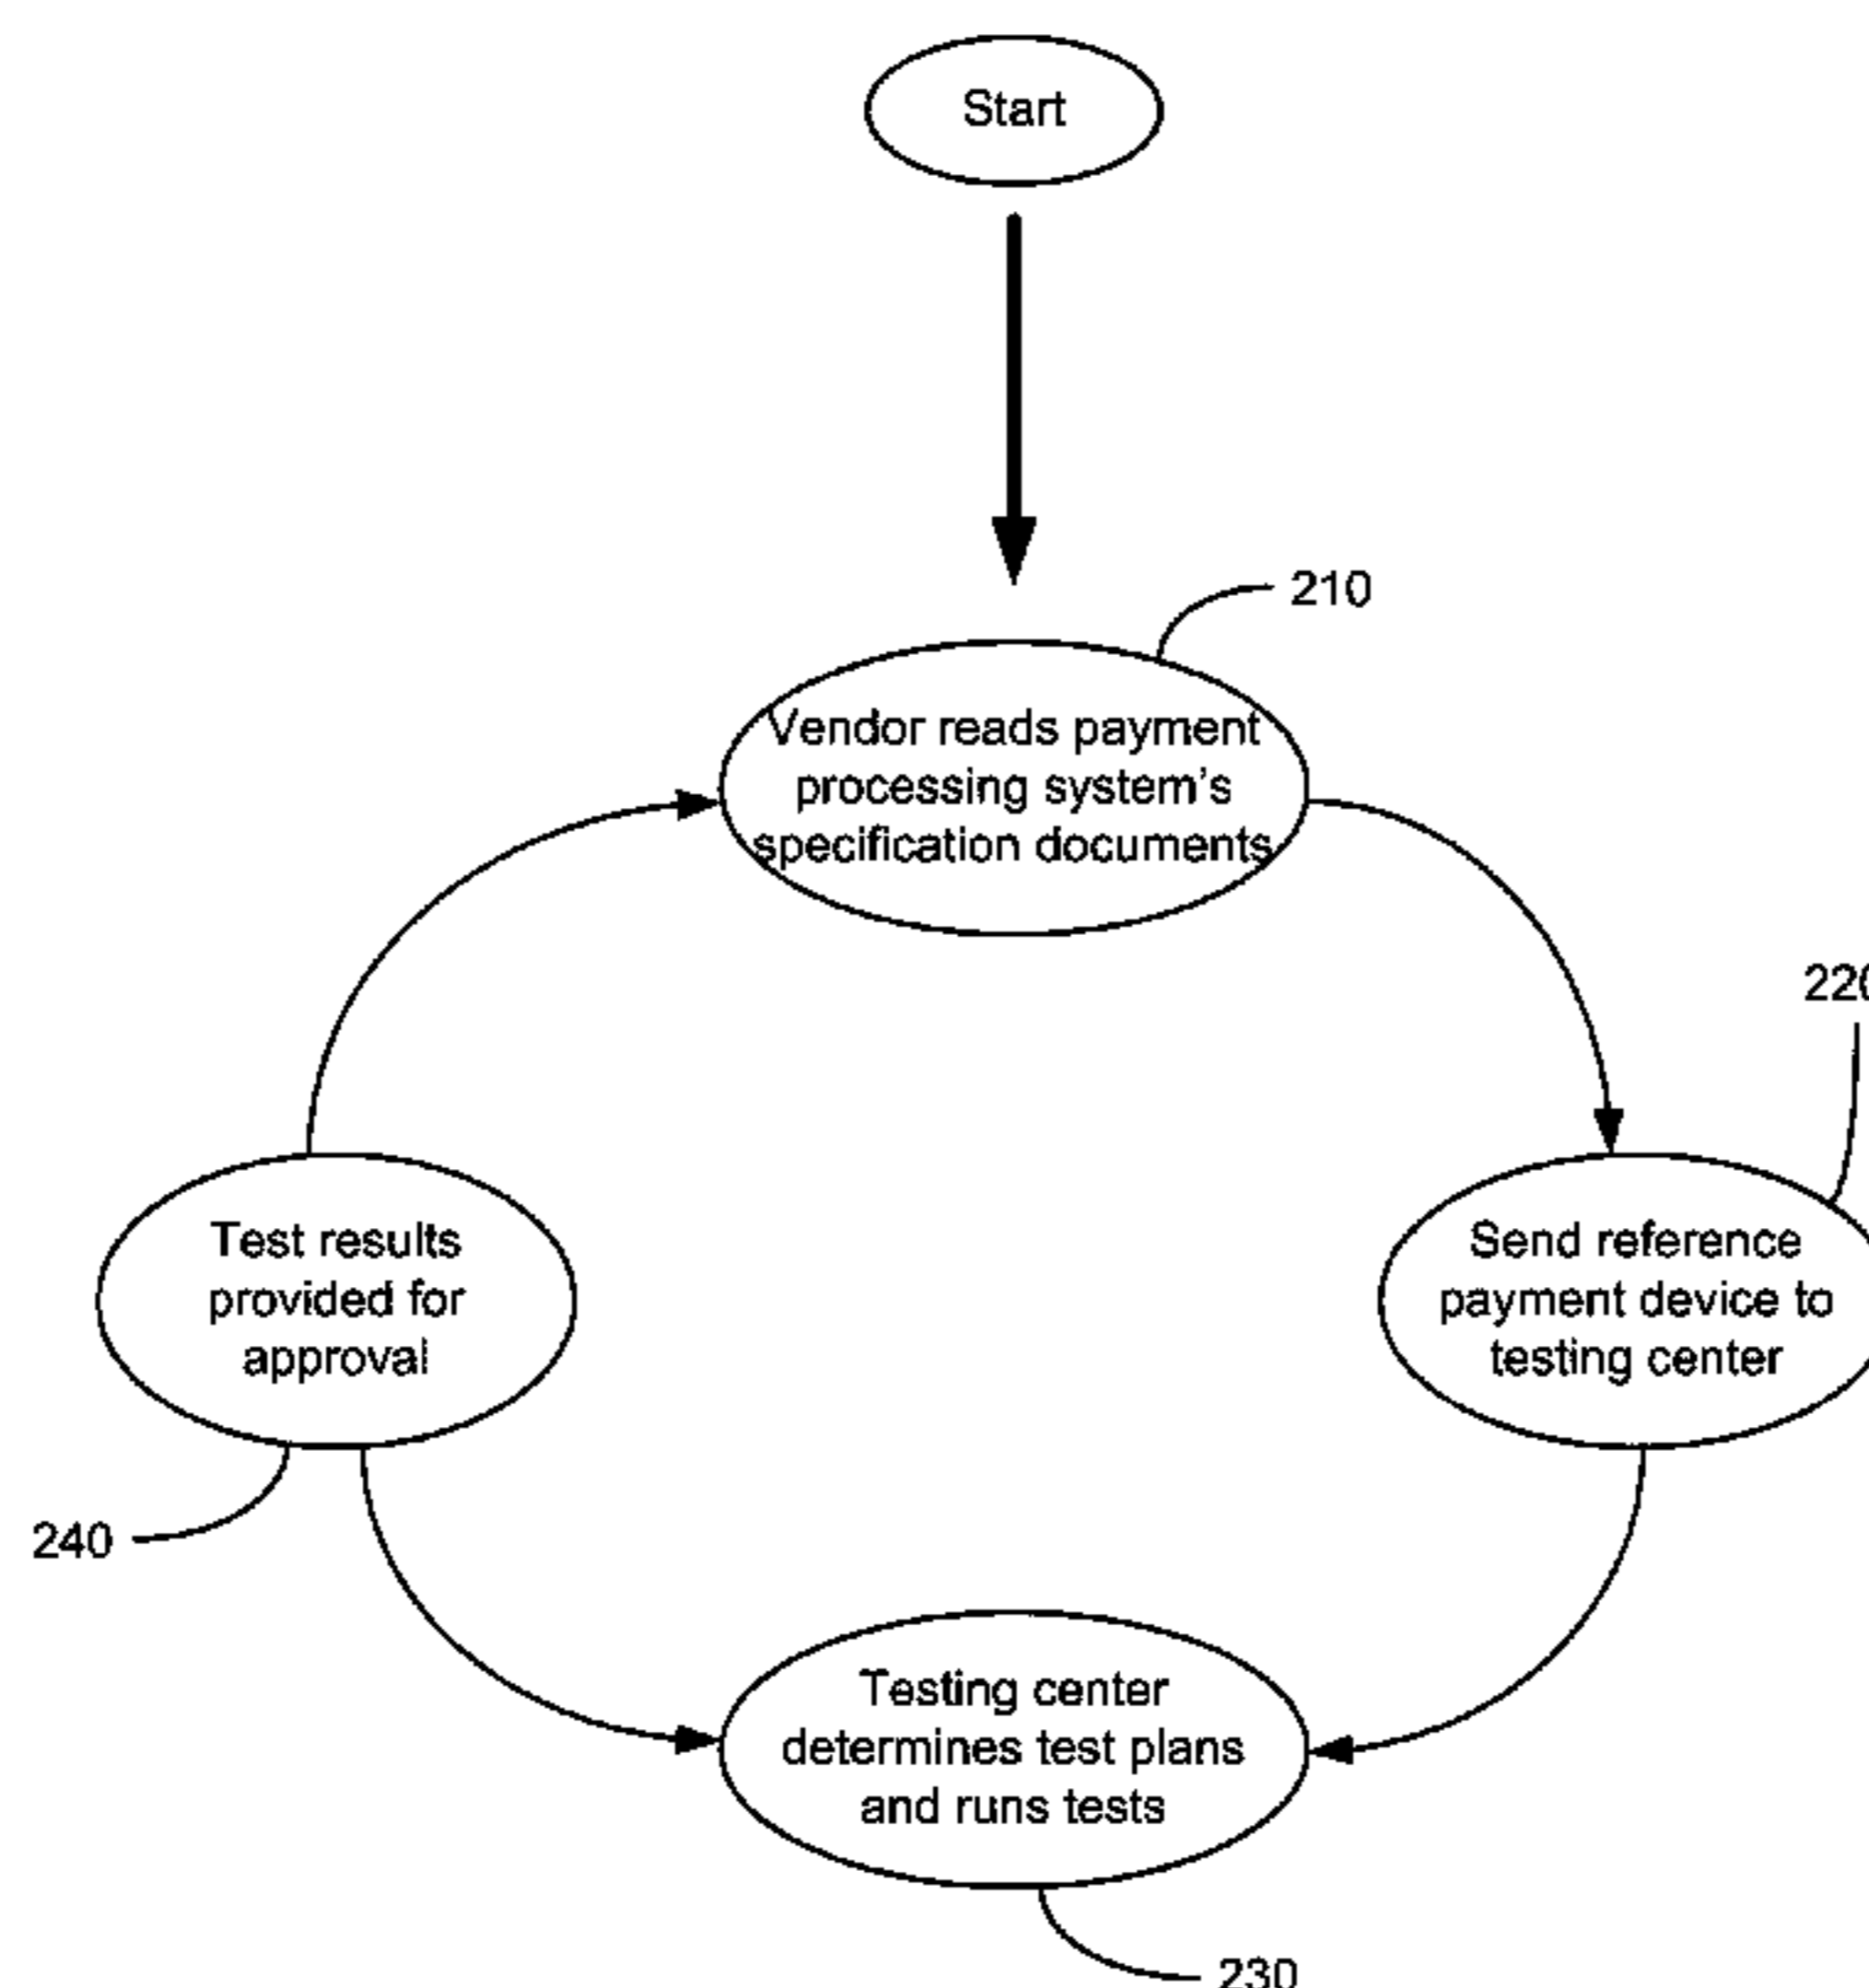 Start
210
Vendor reads payment
processing system's
specification documents
220
Test results
provided for
approval
Send reference
payment device to
testing center
240
Testing center
determines test plans
and runs tests
230